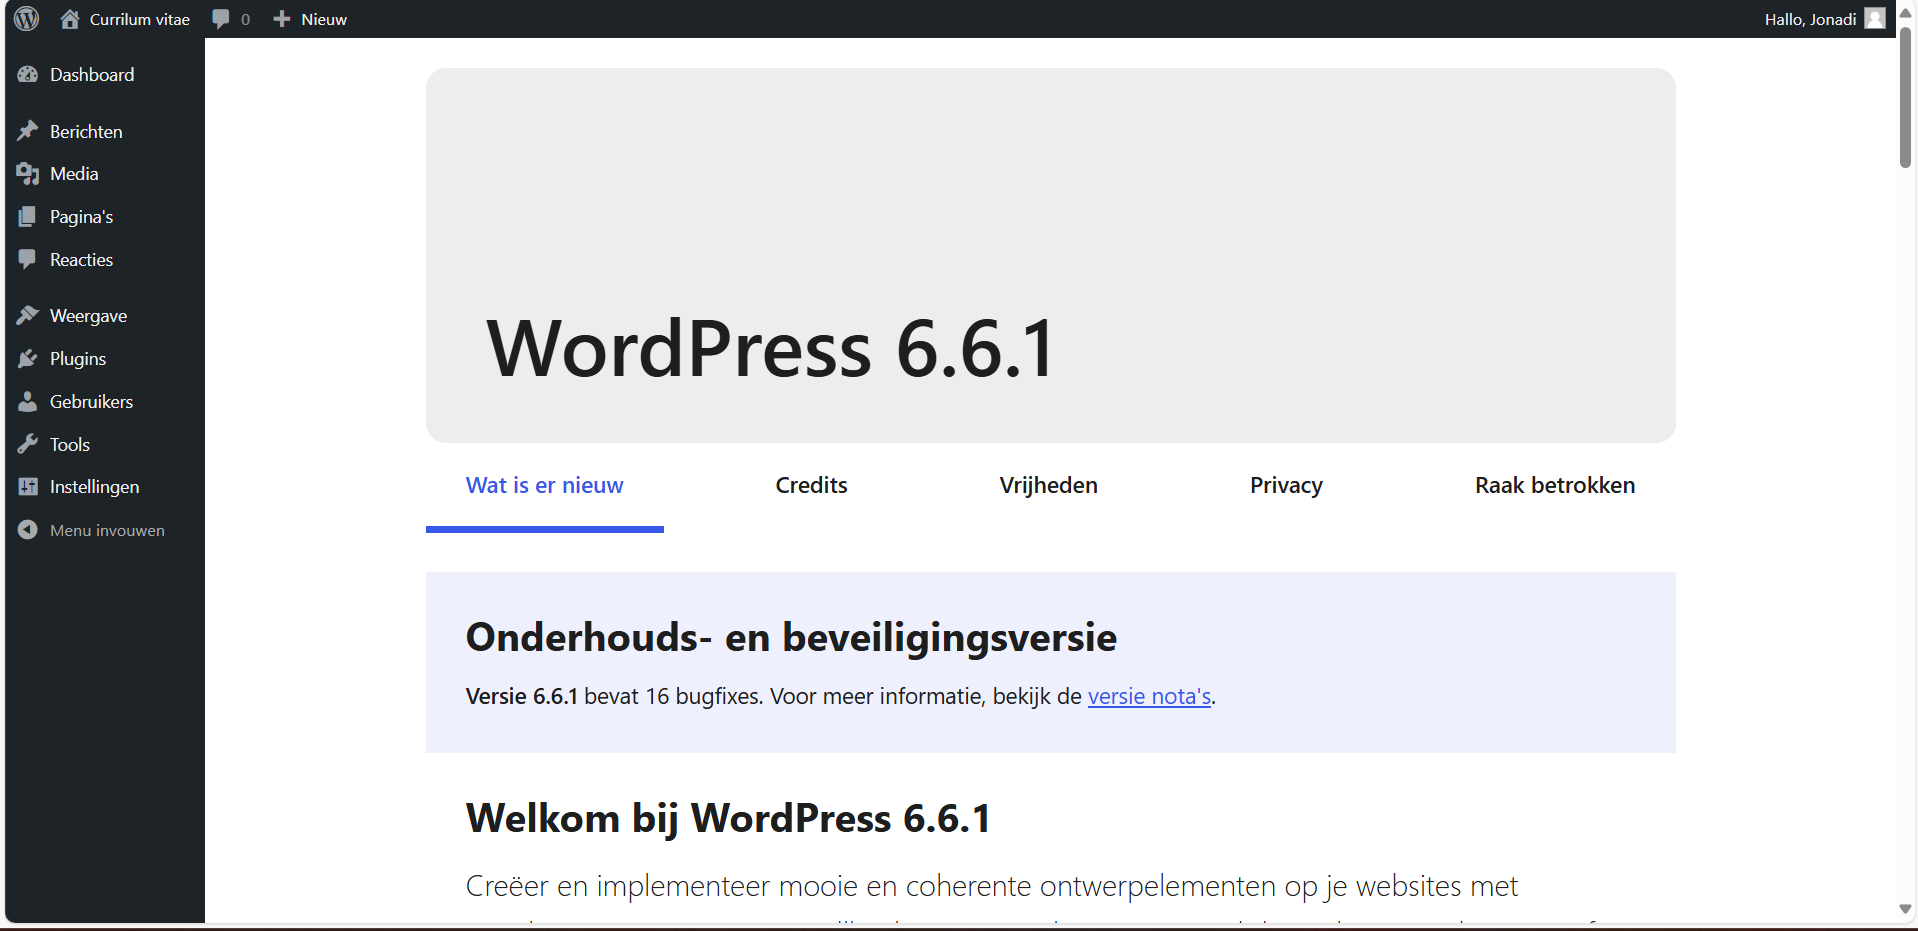 Currilum vitae 0 Nieuw Hallo, Jonadi
Dashboard
Berichten
Media
Pagina's
Reacties
Weergave
Plugins
Gebruikers
Tools
Instellingen
Menu invouwen
WordPress 6.6.1
Wat is er nieuw Credits Vrijheden Privacy Raak betrokken
Onderhouds- en beveiligingsversie
Versie 6.6.1 bevat 16 bugfixes. Voor meer informatie, bekijk de versie nota's.
Welkom bij WordPress 6.6.1
Creëer en implementeer mooie en coherente ontwerpelementen op je websites met